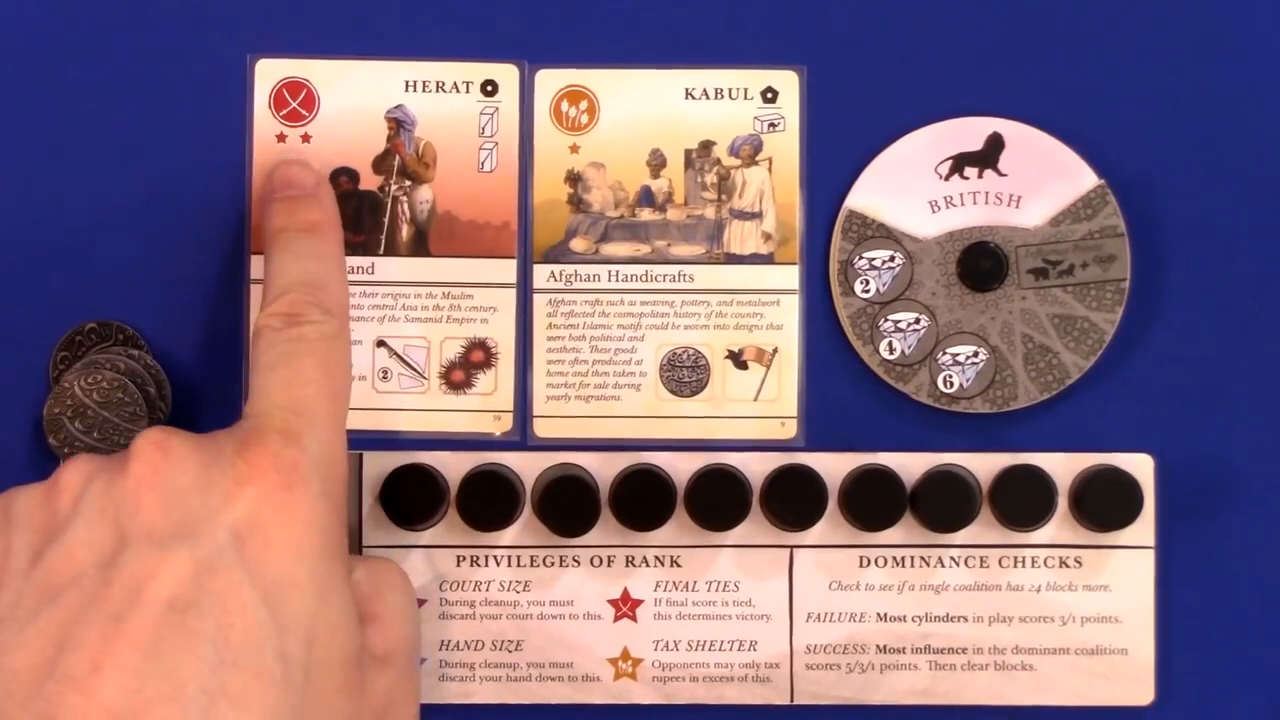 HERAT
and
e their origins in the Muslim
into central Asia in the 8th century.
nance of the Samanid Empire in
an
y in
2
59
KABUL
Afghan Handicrafts
Afghan crafts such as weaving, pottery, and metalwork
all reflected the cosmopolitan history of the country.
Ancient Islamic motifs could be woven into designs that
were both political and
aesthetic. These goods
were often produced at
home and then taken to
market for sale during
yearly migrations.
9
BRITISH
2
4
6
PRIVILEGES OF RANK
COURT SIZE
During cleanup, you must
discard your court down to this.
HAND SIZE
During cleanup, you must
discard your hand down to this.
FINAL TIES
If final score is tied,
this determines victory.
TAX SHELTER
Opponents may only tax
rupees in excess of this.
DOMINANCE CHECKS
Check to see if a single coalition has ≥4 blocks more.
FAILURE: Most cylinders in play scores 3/1 points.
SUCCESS: Most influence in the dominant coalition
scores 5/3/1 points. Then clear blocks.